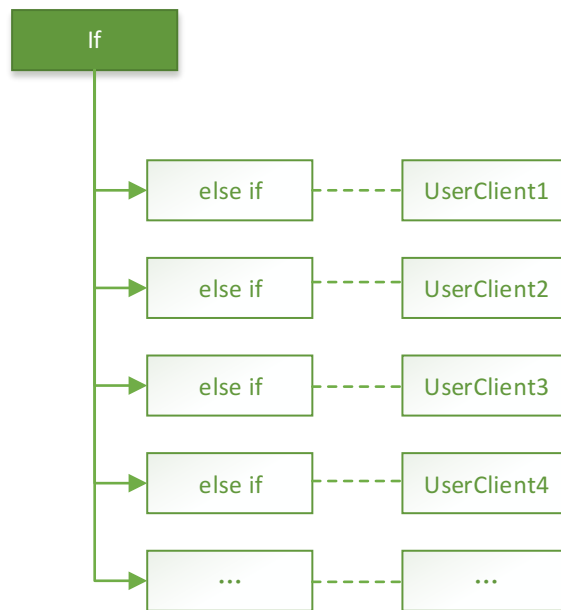 If
else if UserClient1
else if UserClient2
else if UserClient3
else if UserClient4
... ...